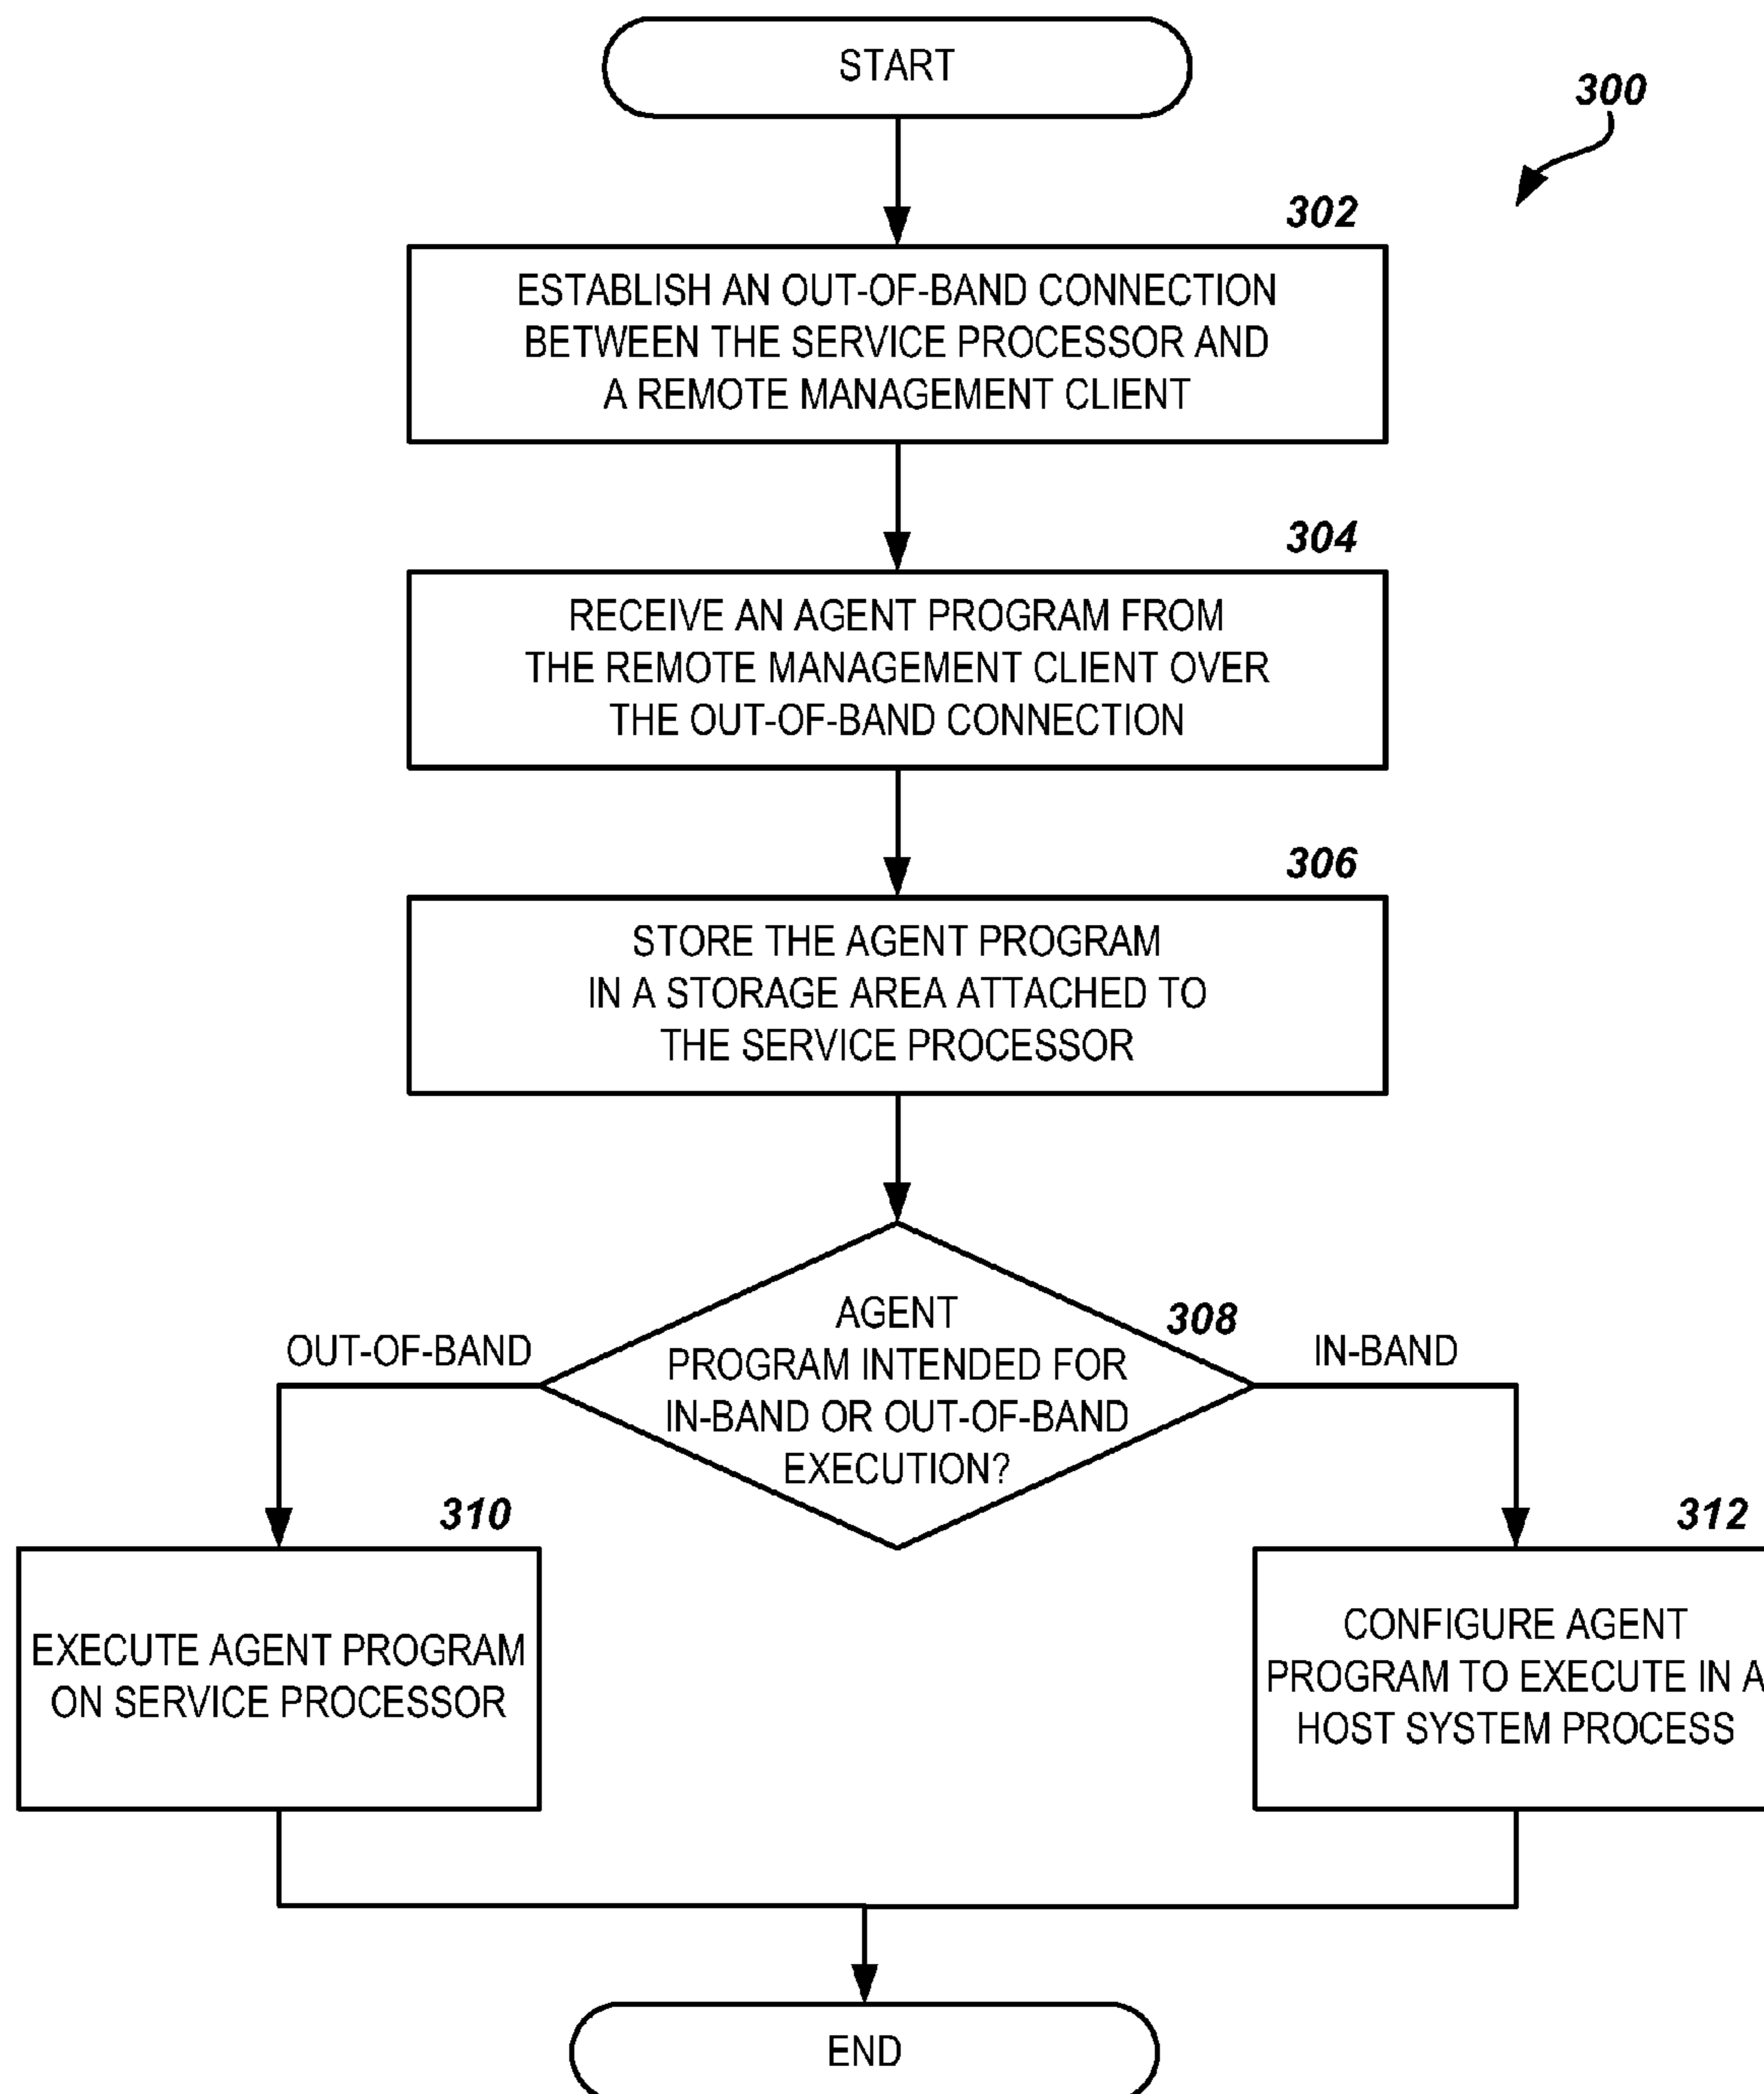 START
300
302
ESTABLISH AN OUT-OF-BAND CONNECTION
BETWEEN THE SERVICE PROCESSOR AND
A REMOTE MANAGEMENT CLIENT
304
RECEIVE AN AGENT PROGRAM FROM
THE REMOTE MANAGEMENT CLIENT OVER
THE OUT-OF-BAND CONNECTION
306
STORE THE AGENT PROGRAM
IN A STORAGE AREA ATTACHED TO
THE SERVICE PROCESSOR
308
AGENT
PROGRAM INTENDED FOR
IN-BAND OR OUT-OF-BAND
EXECUTION?
OUT-OF-BAND
IN-BAND
310
EXECUTE AGENT PROGRAM
ON SERVICE PROCESSOR
312
CONFIGURE AGENT
PROGRAM TO EXECUTE IN A
HOST SYSTEM PROCESS
END